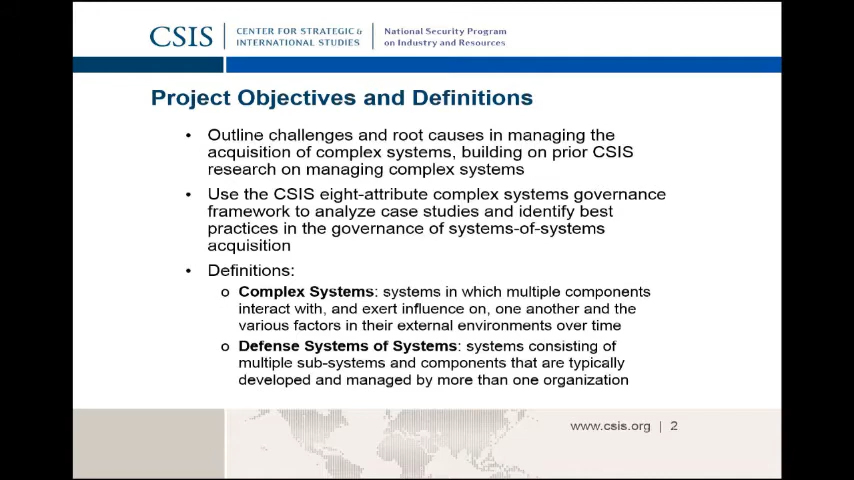 CSIS
CENTER FOR STRATEGIC &
INTERNATIONAL STUDIES
National Security Program
on Industry and Resources
Project Objectives and Definitions
• Outline challenges and root causes in managing the
acquisition of complex systems, building on prior CSIS
research on managing complex systems
• Use the CSIS eight-attribute complex systems governance
framework to analyze case studies and identify best
practices in the governance of systems-of-systems
acquisition
• Definitions:
o Complex Systems: systems in which multiple components
interact with, and exert influence on, one another and the
various factors in their external environments over time
o Defense Systems of Systems: systems consisting of
multiple sub-systems and components that are typically
developed and managed by more than one organization
www.csis.org | 2